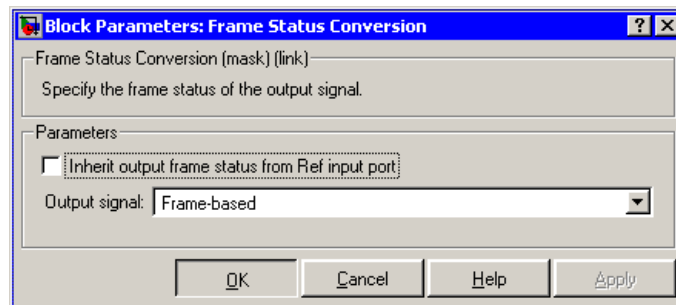 Block Parameters: Frame Status Conversion
Frame Status Conversion (mask) (link)
Specify the frame status of the output signal.
Parameters
Inherit output frame status from Ref input port
Output signal: Frame-based
OK Cancel Help Apply